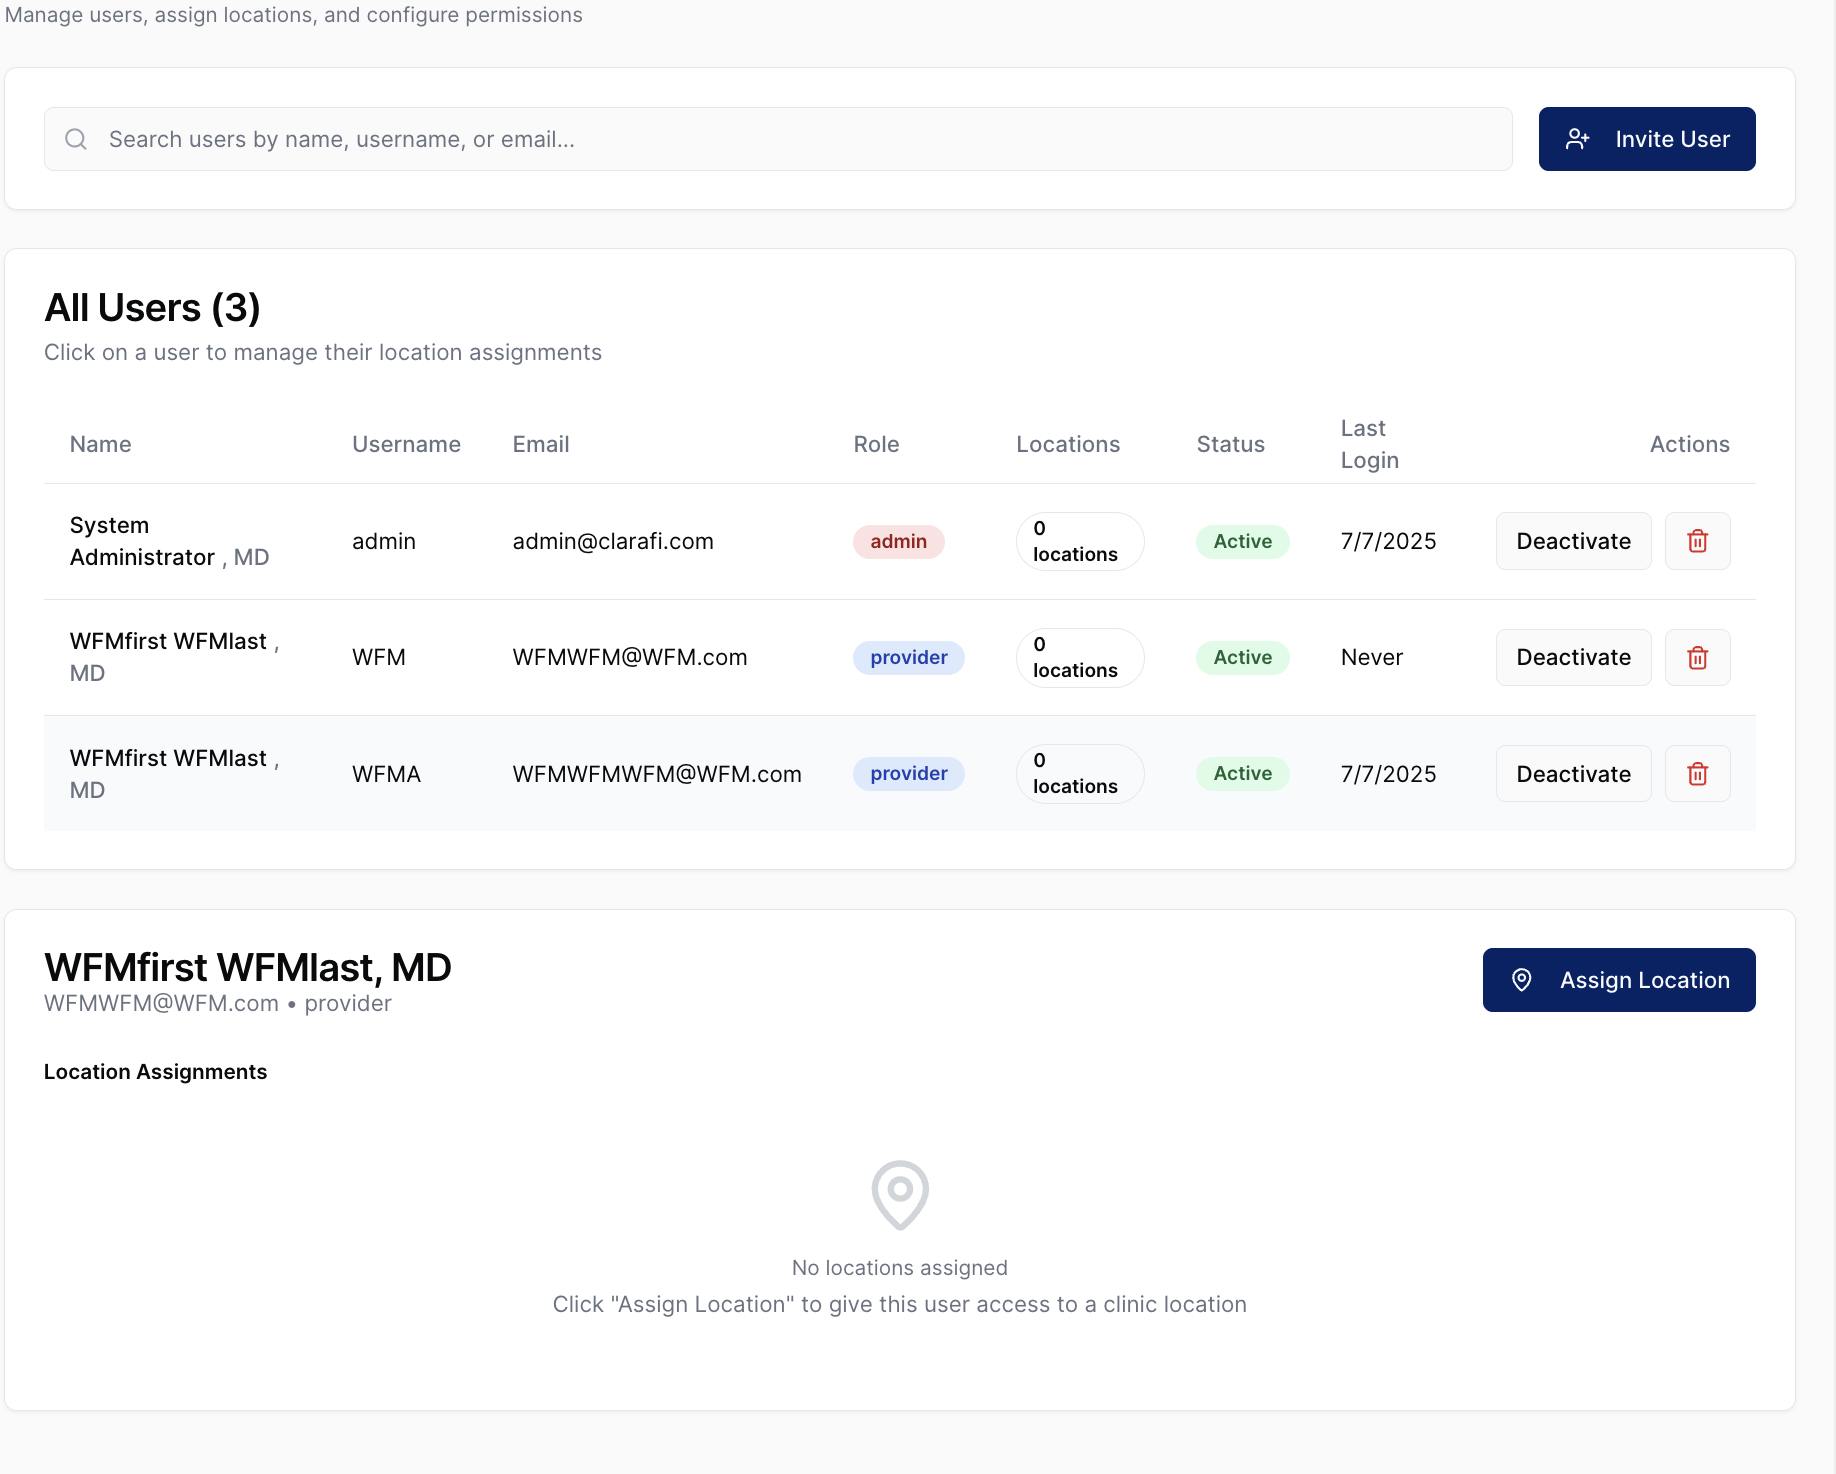 Manage users, assign locations, and configure permissions
Search users by name, username, or email...
Invite User
All Users (3)
Click on a user to manage their location assignments
Name Username Email Role Locations Status Last Login Actions
System Administrator , MD admin admin@clarafi.com admin 0 locations Active 7/7/2025 Deactivate
WFMfirst WFMlast , MD WFM WFMWFM@WFM.com provider 0 locations Active Never Deactivate
WFMfirst WFMlast , MD WFMA WFMWFMWFM@WFM.com provider 0 locations Active 7/7/2025 Deactivate
WFMfirst WFMlast, MD
WFMWFM@WFM.com • provider
Assign Location
Location Assignments
No locations assigned
Click "Assign Location" to give this user access to a clinic location